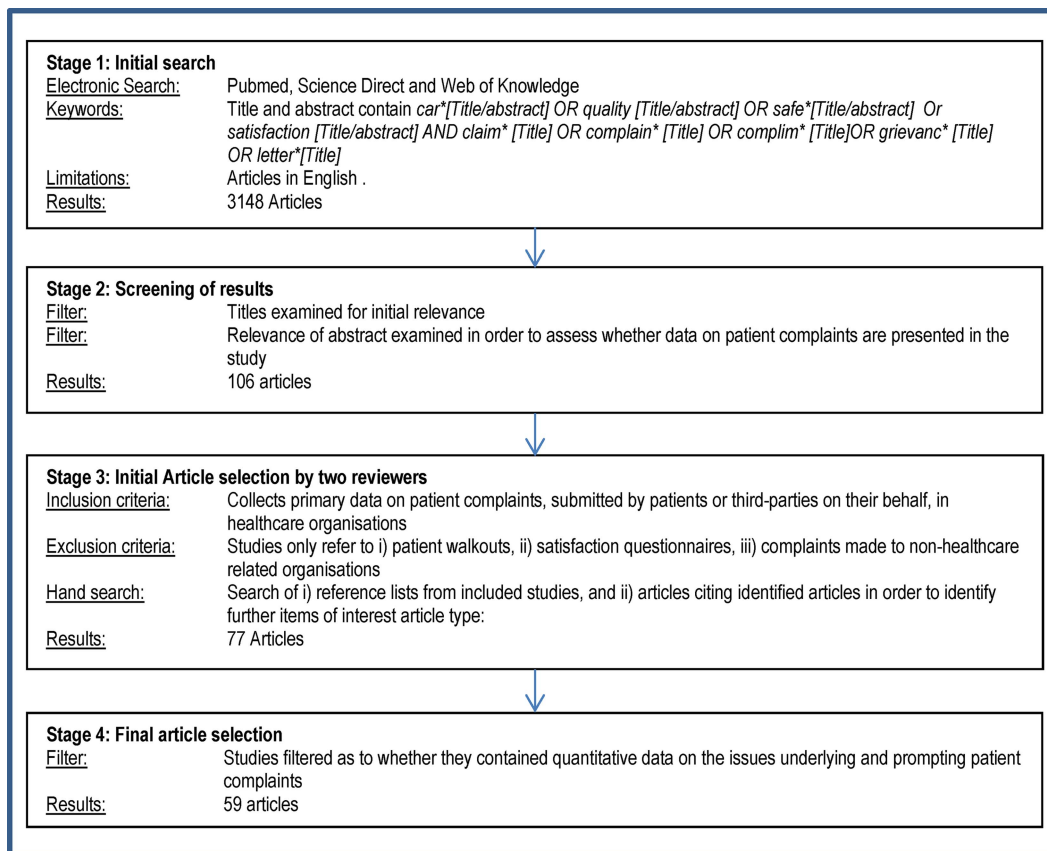 Stage 1: Initial search
Electronic Search: Pubmed, Science Direct and Web of Knowledge
Keywords: Title and abstract contain car*[Title/abstract] OR quality [Title/abstract] OR safe*[Title/abstract] Or
satisfaction [Title/abstract] AND claim* [Title] OR complain* [Title] OR complim* [Title]OR grievanc* [Title]
OR letter*[Title]
Limitations: Articles in English .
Results: 3148 Articles
Stage 2: Screening of results
Filter: Titles examined for initial relevance
Filter: Relevance of abstract examined in order to assess whether data on patient complaints are presented in the
study
Results: 106 articles
Stage 3: Initial Article selection by two reviewers
Inclusion criteria: Collects primary data on patient complaints, submitted by patients or third-parties on their behalf, in
healthcare organisations
Exclusion criteria: Studies only refer to i) patient walkouts, ii) satisfaction questionnaires, iii) complaints made to non-healthcare
related organisations
Hand search: Search of i) reference lists from included studies, and ii) articles citing identified articles in order to identify
further items of interest article type:
Results: 77 Articles
Stage 4: Final article selection
Filter: Studies filtered as to whether they contained quantitative data on the issues underlying and prompting patient
complaints
Results: 59 articles